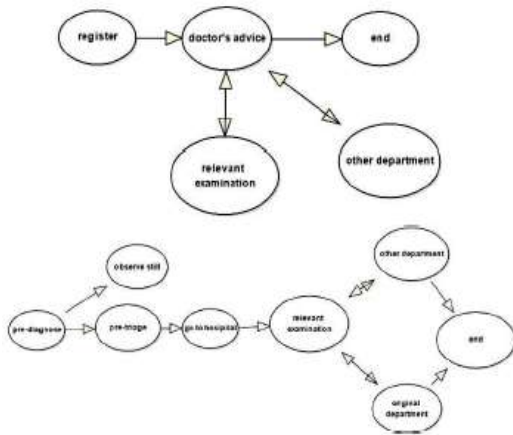 register
doctor's advice
end
relevant
examination
other department
observe still
other department
pre-diagnose
pre-triage
go to hospital
relevant
examination
end
original
department